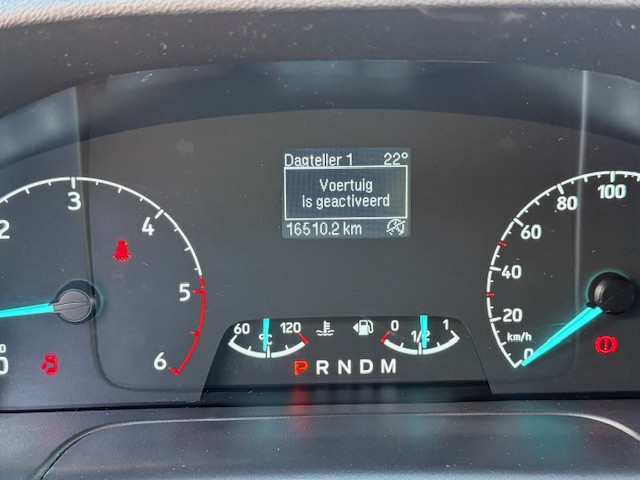 Dagteller 1 22°
Voertuig
is geactiveerd
16510.2 km
2 3 4 5 6
0
60 120
°C
0 1/2 1
P R N D M
0 20 40 60 80 100
km/h